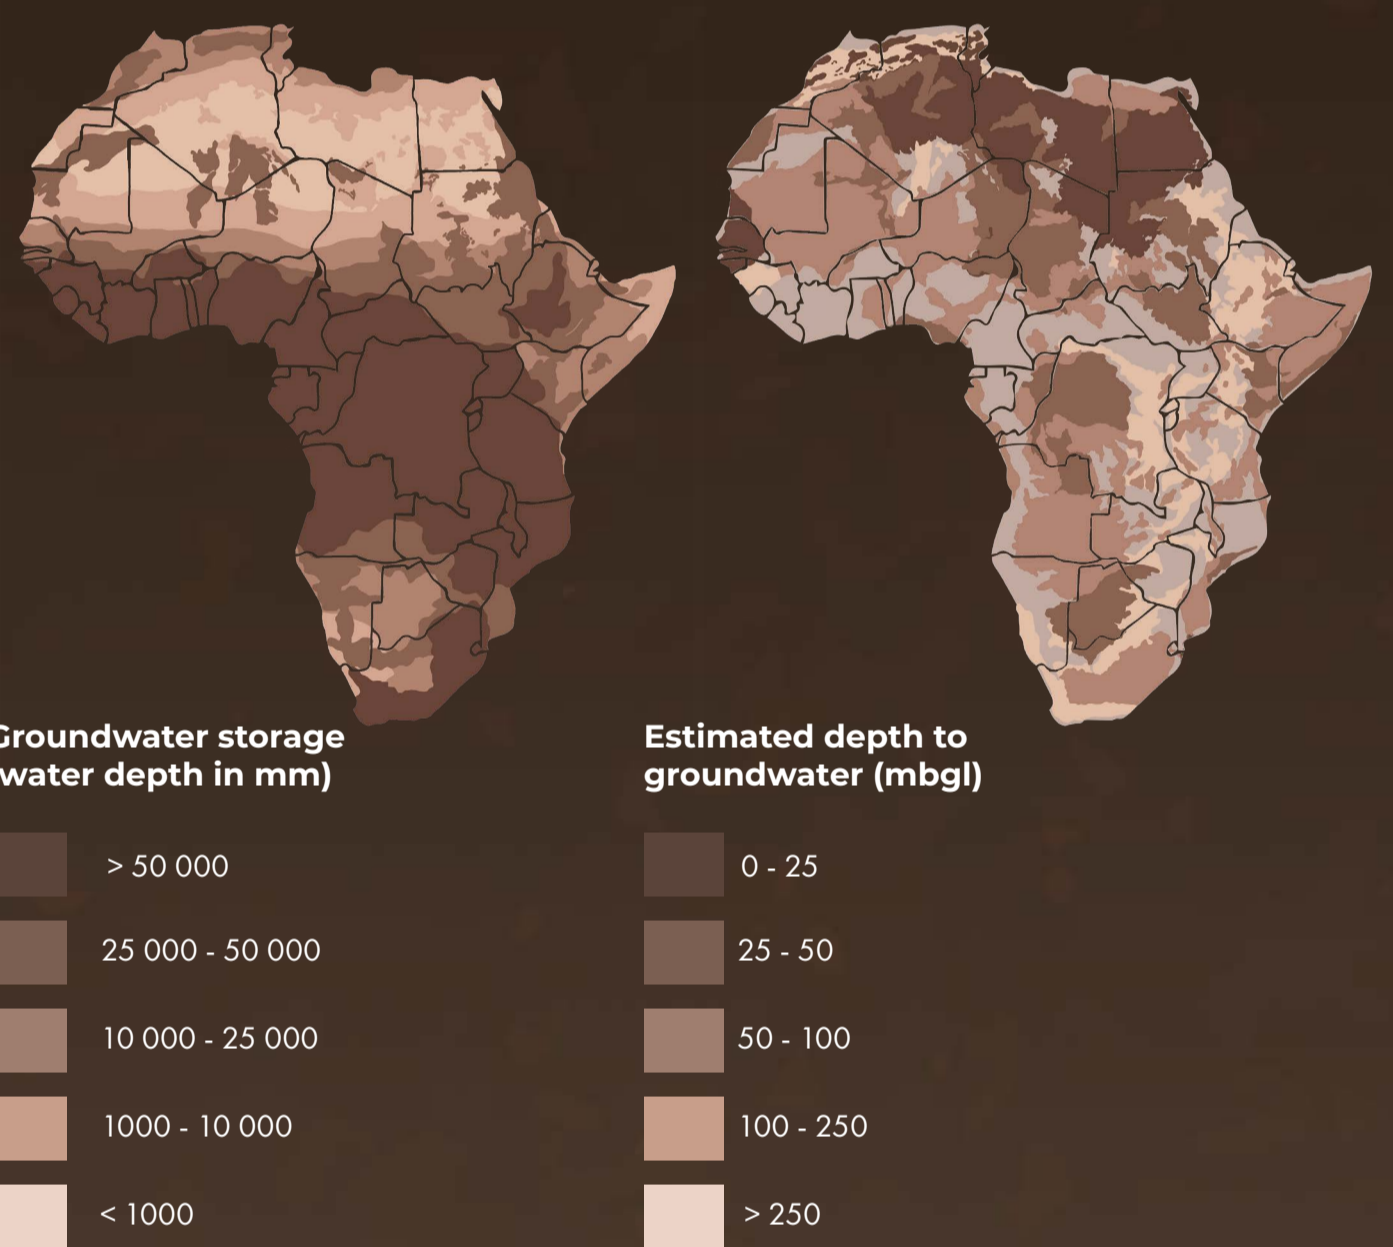 Groundwater storage
water depth in mm)
> 50 000
25 000 - 50 000
10 000 - 25 000
1000 - 10 000
< 1000
Estimated depth to
groundwater (mbgl)
0 - 25
25 - 50
50 - 100
100 - 250
> 250